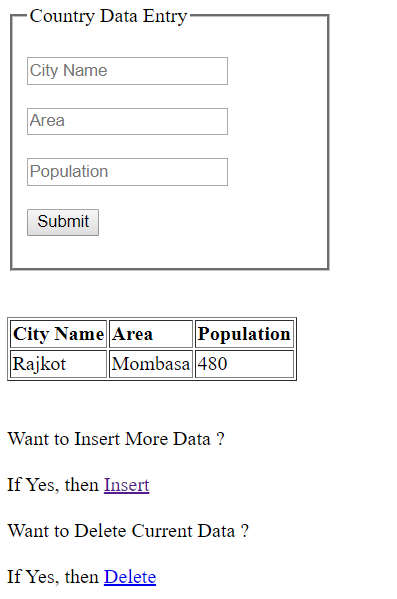 Country Data Entry
City Name
Area
Population
Submit
City Name Area Population
Rajkot Mombasa 480
Want to Insert More Data ?
If Yes, then Insert
Want to Delete Current Data ?
If Yes, then Delete